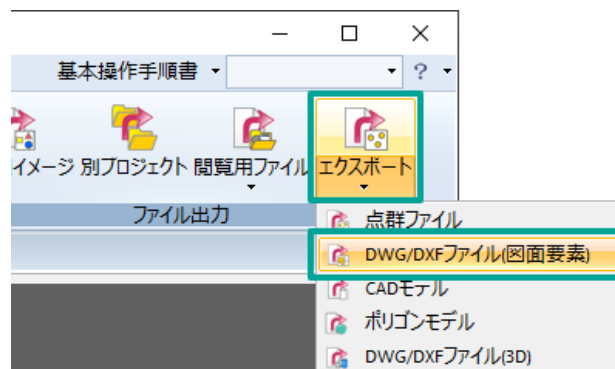 基本操作手順書
?
イメージ 別プロジェクト 閲覧用ファイル エクスポート
ファイル出力
点群ファイル
DWG/DXFファイル(図面要素)
CADモデル
ポリゴンモデル
DWG/DXFファイル(3D)